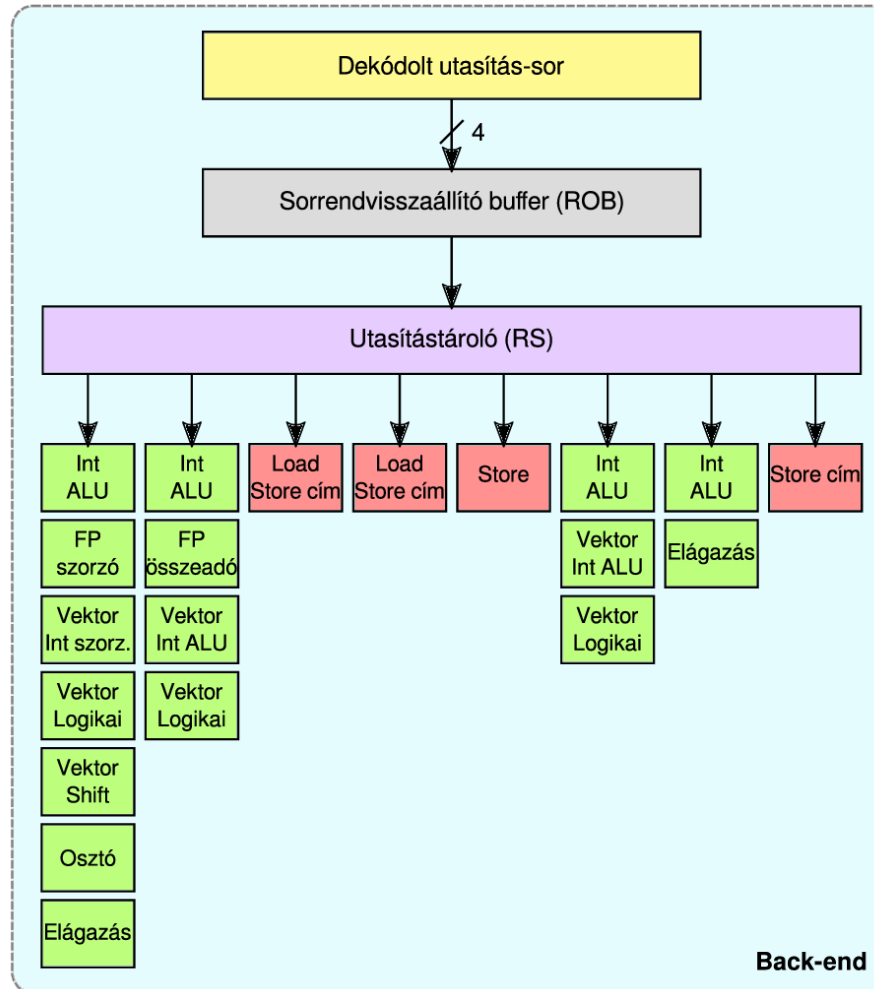 Dekódolt utasítás-sor
4
Sorrendvisszaállító buffer (ROB)
Utasítástároló (RS)
Int
ALU
FP
szorzó
Vektor
Int szorz.
Vektor
Logikai
Vektor
Shift
Osztó
Elágazás
Int
ALU
FP
összeadó
Vektor
Int ALU
Vektor
Logikai
Load
Store cím
Load
Store cím
Store
Int
ALU
Vektor
Int ALU
Vektor
Logikai
Int
ALU
Elágazás
Store cím
Back-end